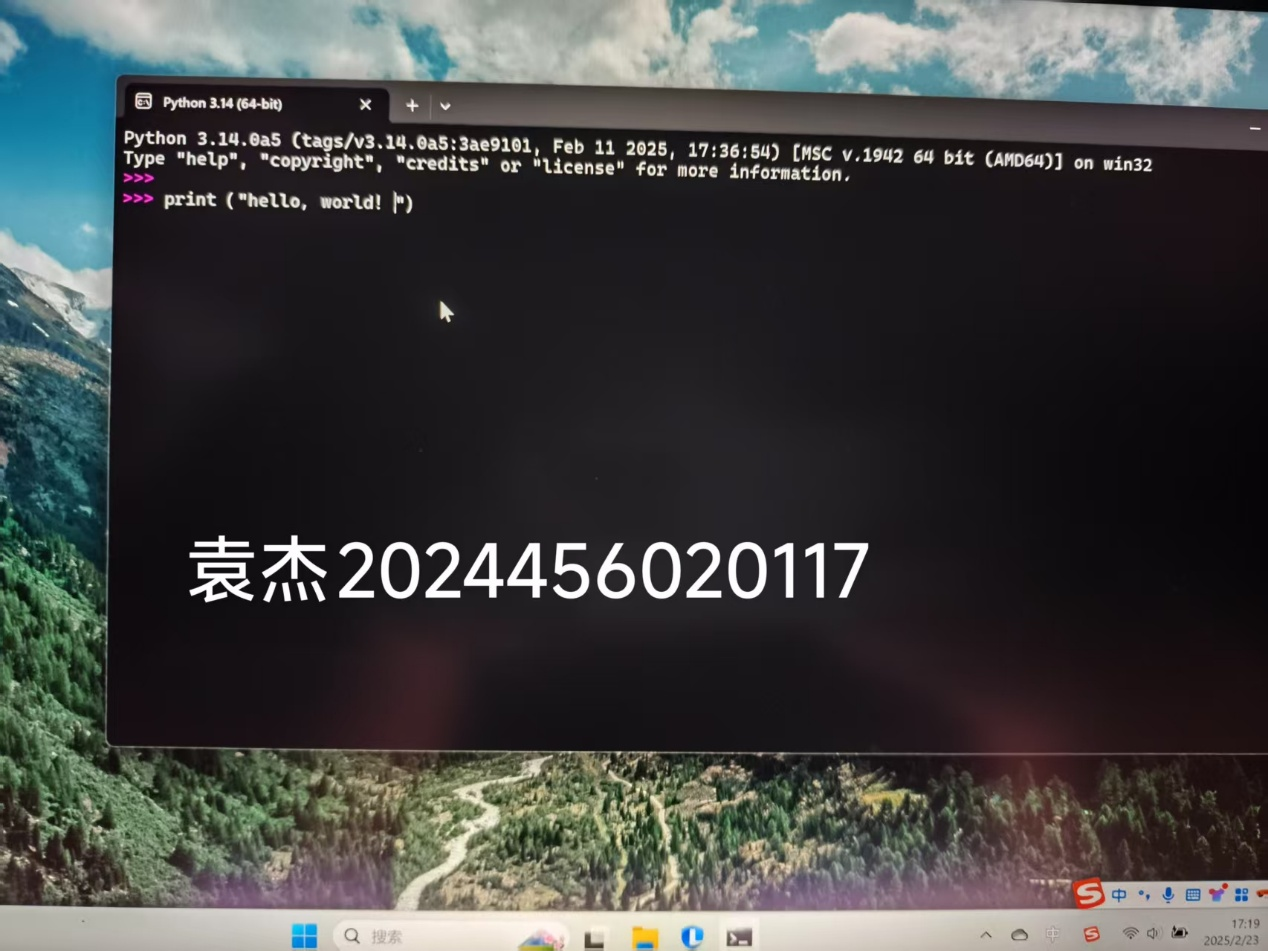 Python 3.14 (64-bit)
Python 3.14.0a5 (tags/v3.14.0a5:3ae9101, Feb 11 2025, 17:36:54) [MSC v.1942 64 bit (AMD64)] on win32
Type "help", "copyright", "credits" or "license" for more information.
>>>
>>> print ("hello, world! ")
袁杰2024456020117
中
搜索
中
17:19
2025/2/23